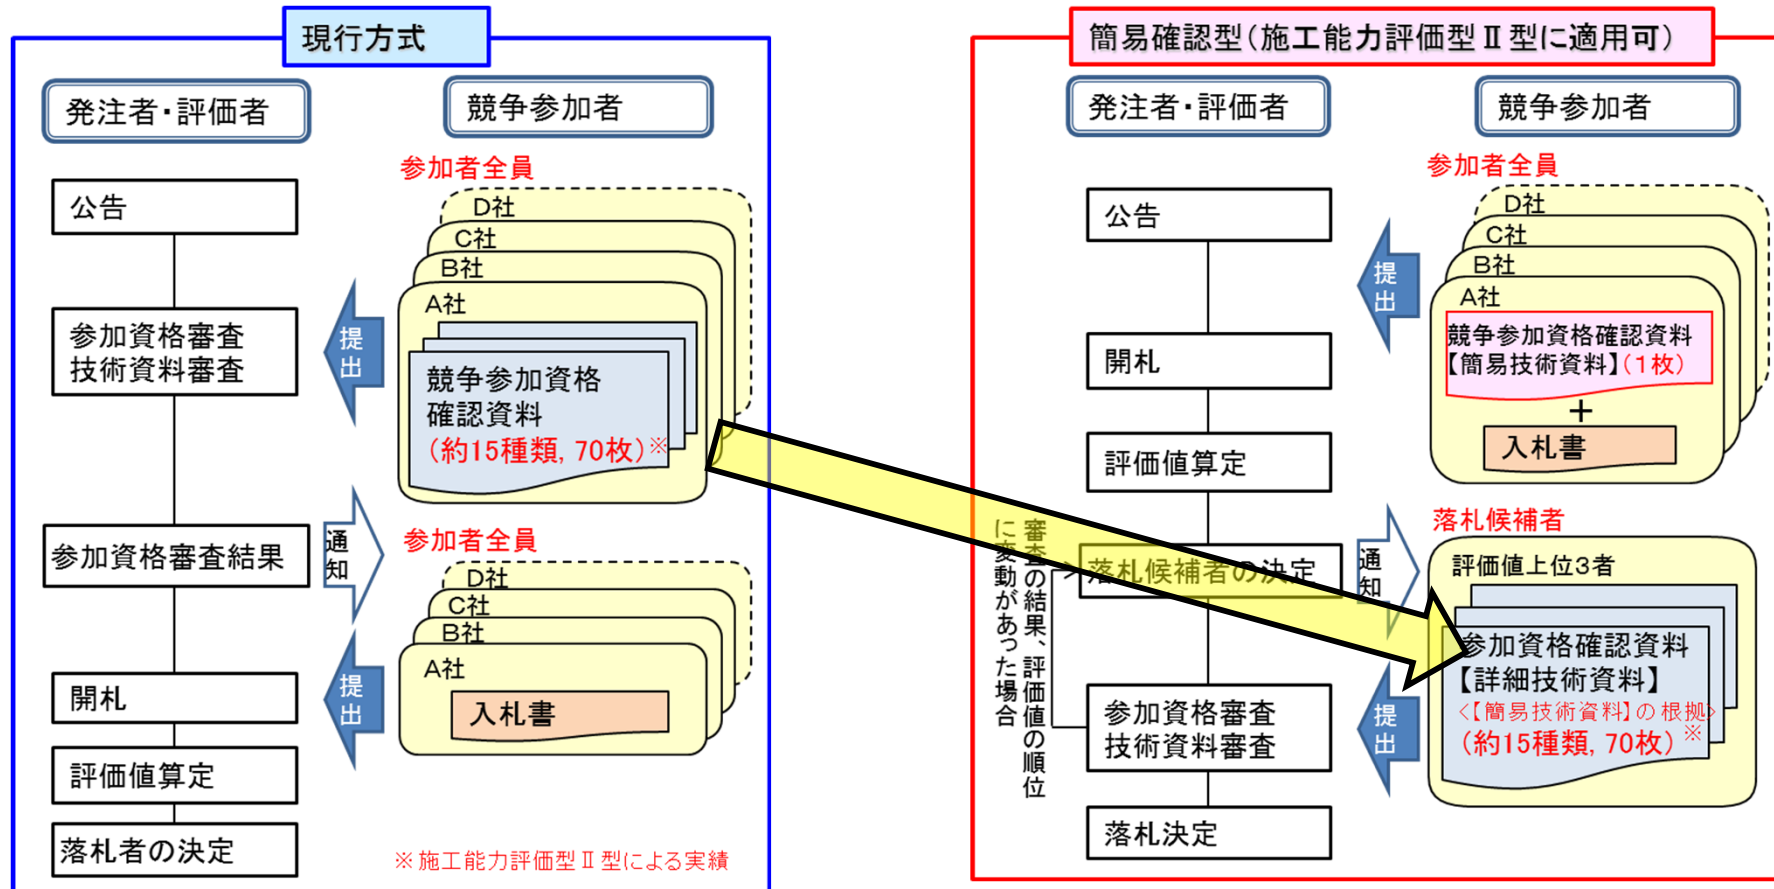 現行方式
発注者・評価者
競争参加者
参加者全員
公告
D社
C社
B社
A社
提出
競争参加資格
確認資料
(約15種類, 70枚)※
参加資格審査
技術資料審査
参加資格審査結果
通知
参加者全員
D社
C社
B社
A社
入札書
提出
開札
評価値算定
落札者の決定
※施工能力評価型Ⅱ型による実績
簡易確認型(施工能力評価型Ⅱ型に適用可)
発注者・評価者
競争参加者
参加者全員
公告
D社
C社
B社
A社
提出
競争参加資格確認資料
【簡易技術資料】(1枚)
+
入札書
開札
評価値算定
落札候補者
落札候補者の決定
通知
評価値上位3者
参加資格確認資料
【詳細技術資料】
<【簡易技術資料】の根拠>
(約15種類, 70枚)※
提出
審査の結果、評価値の順位
に変動があった場合
参加資格審査
技術資料審査
落札決定